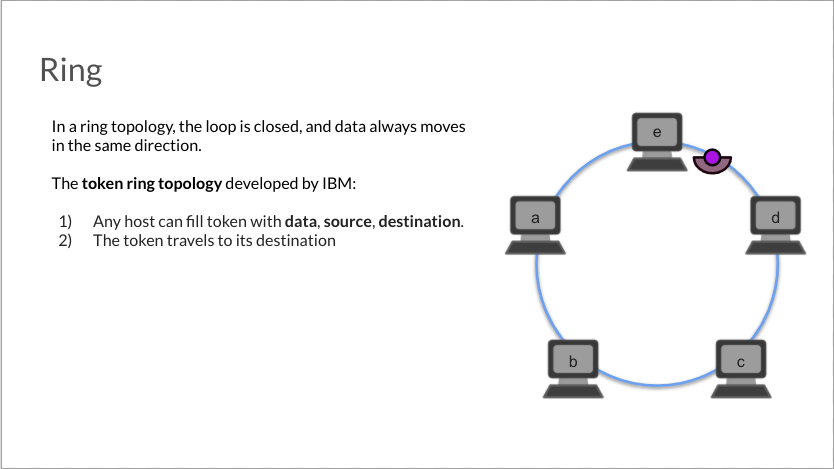 Ring
In a ring topology, the loop is closed, and data always moves
in the same direction.
The token ring topology developed by IBM:
1) Any host can fill token with data, source, destination.
2) The token travels to its destination
e
a
d
b
c